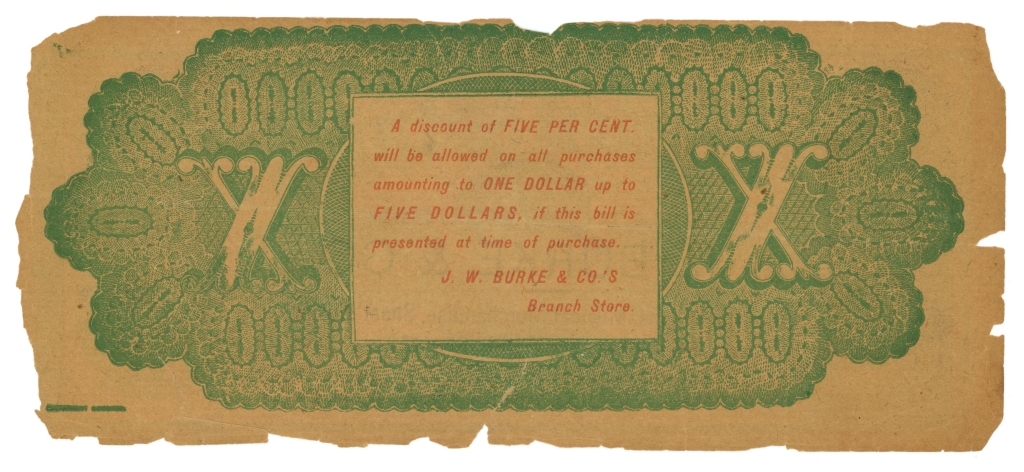 A discount of FIVE PER CENT.
will be allowed on all purchases
amounting to ONE DOLLAR up to
FIVE DOLLARS, if this bill is
presented at time of purchase.
J. W. BURKE & CO.'S
Branch Store.
X X